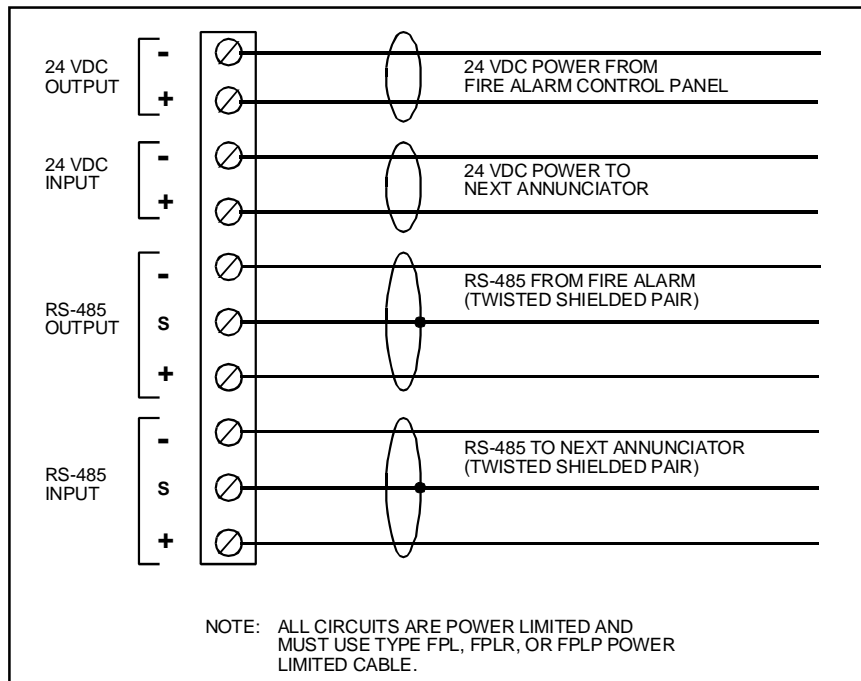 24 VDC
OUTPUT
-
+
24 VDC POWER FROM
FIRE ALARM CONTROL PANEL
24 VDC
INPUT
-
+
24 VDC POWER TO
NEXT ANNUNCIATOR
RS-485
OUTPUT
-
S
+
RS-485 FROM FIRE ALARM
(TWISTED SHIELDED PAIR)
RS-485
INPUT
-
S
+
RS-485 TO NEXT ANNUNCIATOR
(TWISTED SHIELDED PAIR)
NOTE: ALL CIRCUITS ARE POWER LIMITED AND
MUST USE TYPE FPL, FPLR, OR FPLP POWER
LIMITED CABLE.